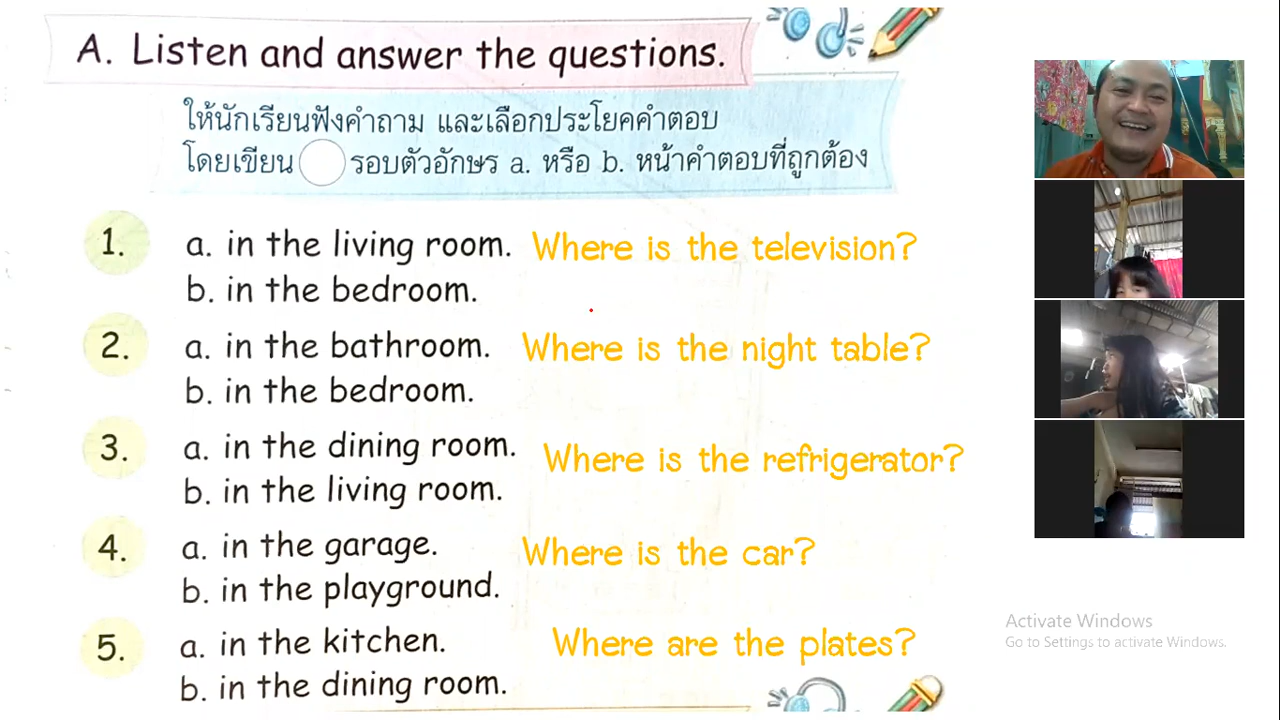 A. Listen and answer the questions.
ให้นักเรียนฟังคำถาม และเลือกประโยคคำตอบ
โดยเขียน รอบตัวอักษร a. หรือ b. หน้าคำตอบที่ถูกต้อง
1. a. in the living room. Where is the television?
b. in the bedroom.
2. a. in the bathroom. Where is the night table?
b. in the bedroom.
3. a. in the dining room. Where is the refrigerator?
b. in the living room.
4. a. in the garage. Where is the car?
b. in the playground.
5. a. in the kitchen. Where are the plates?
b. in the dining room.
Activate Windows
Go to Settings to activate Windows.